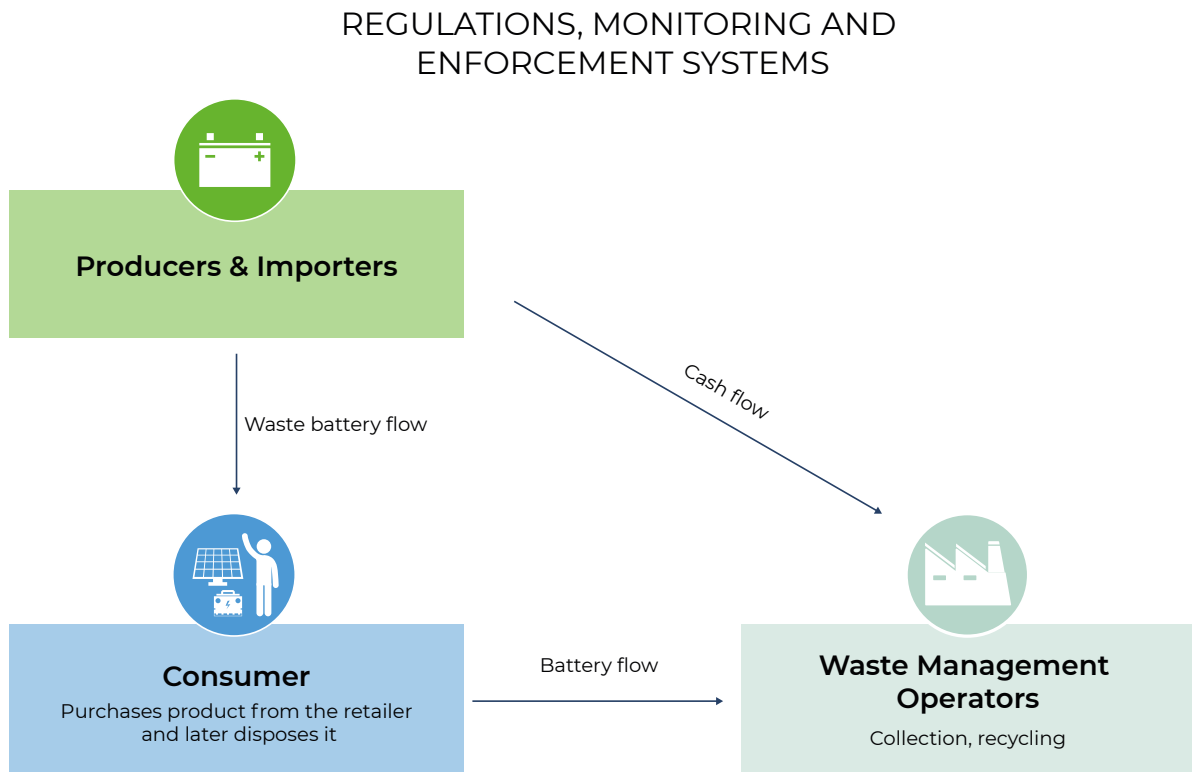 REGULATIONS, MONITORING AND
ENFORCEMENT SYSTEMS
Producers & Importers
Waste battery flow
Cash flow
Consumer
Purchases product from the retailer
and later disposes it
Battery flow
Waste Management
Operators
Collection, recycling